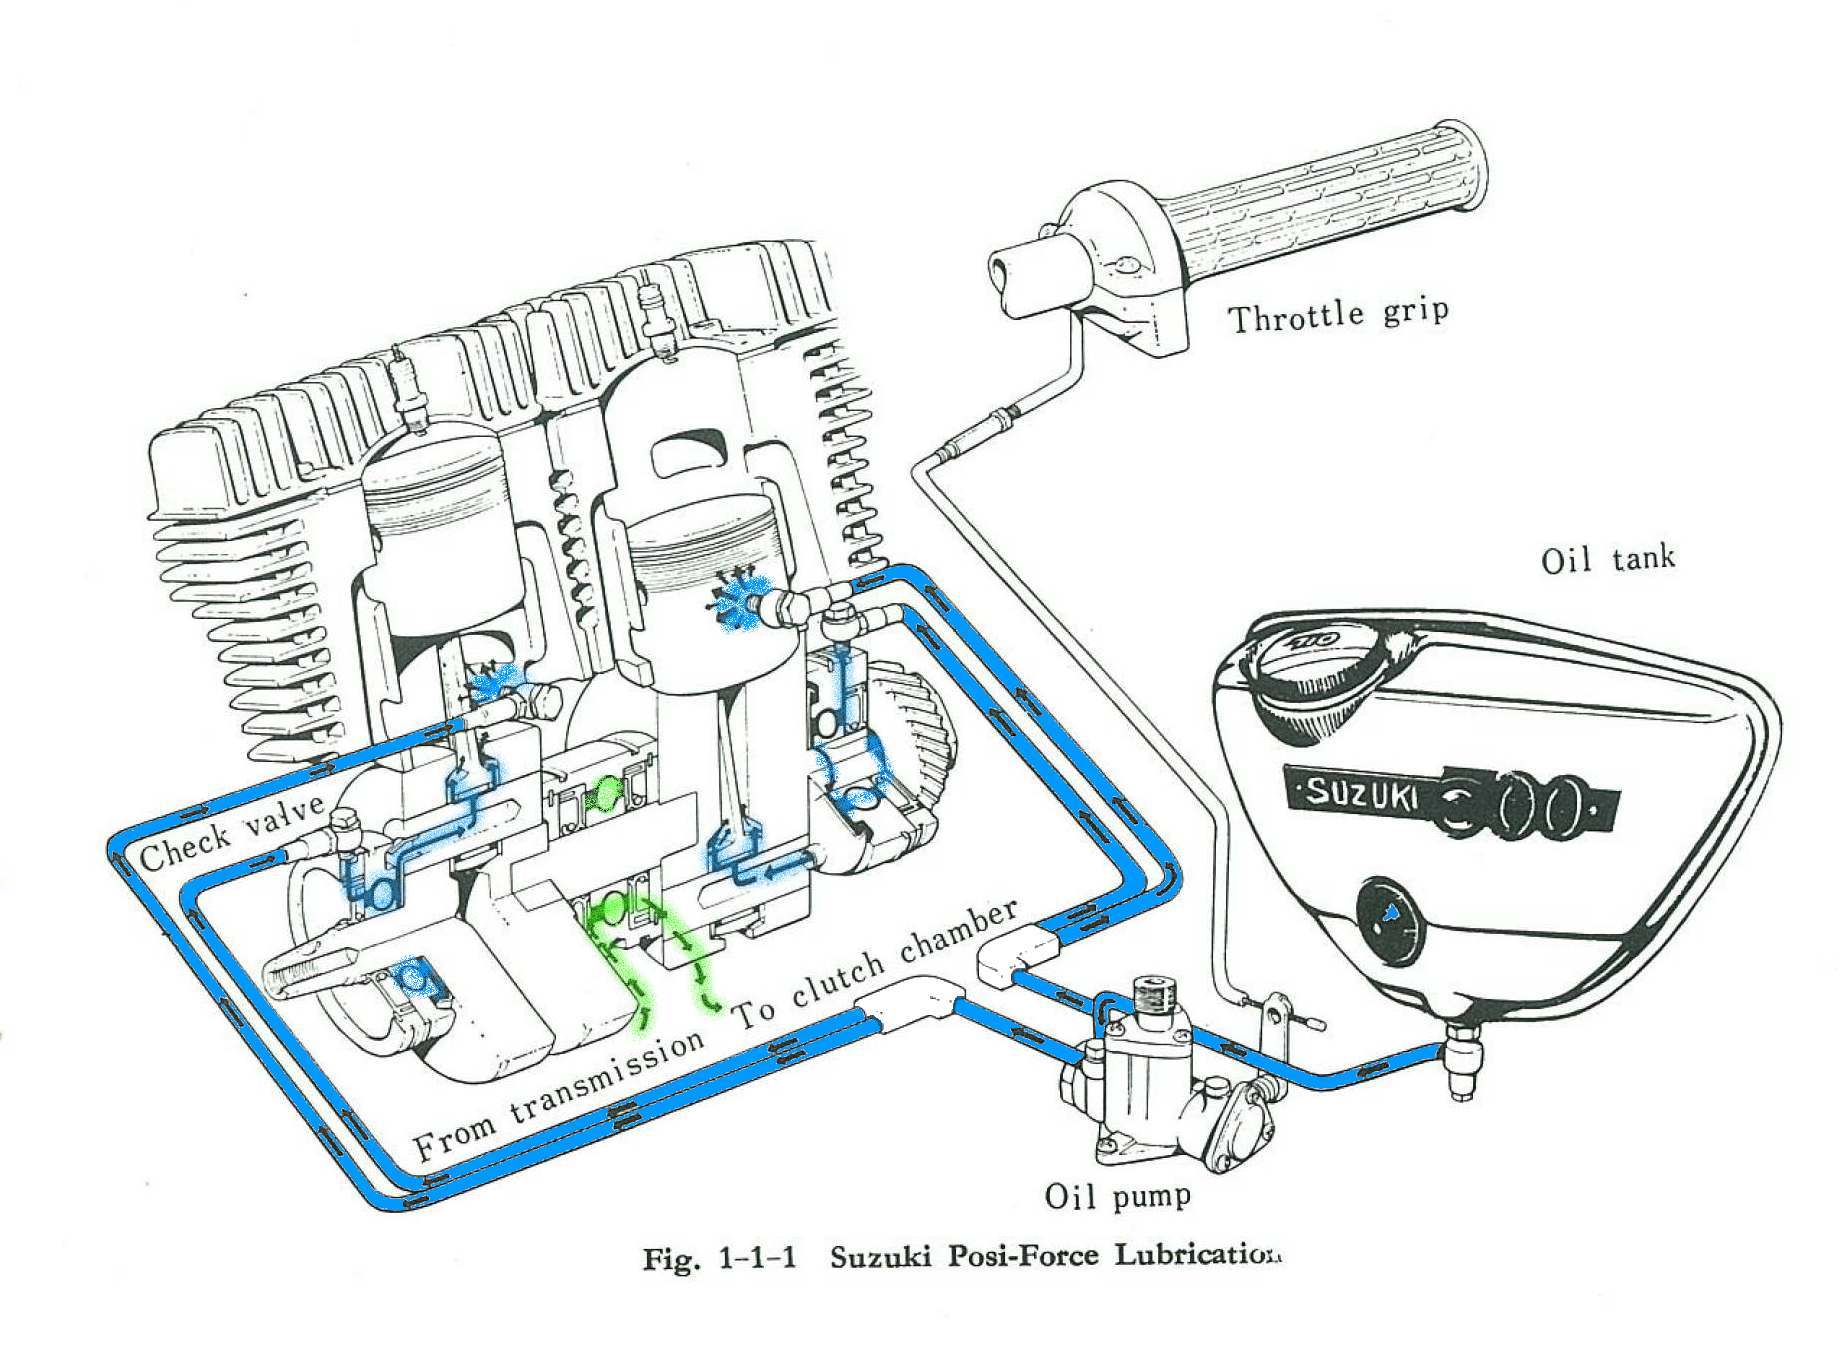 Throttle grip
Oil tank
SUZUKI
500
Check valve
To clutch chamber
From transmission
Oil pump
Fig. 1-1-1 Suzuki Posi-Force Lubrication